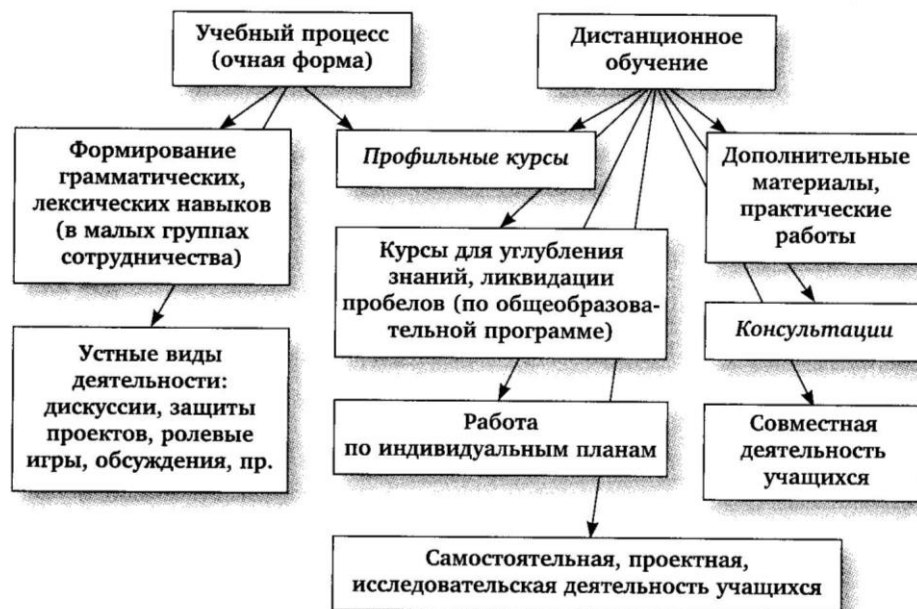 Учебный процесс
(очная форма)
Дистанционное
обучение
Формирование
грамматических,
лексических навыков
(в малых группах
сотрудничества)
Профильные курсы
Дополнительные
материалы,
практические
работы
Курсы для углубления
знаний, ликвидации
пробелов (по общеобразова-
тельной программе)
Консультации
Устные виды
деятельности:
дискуссии, защиты
проектов, ролевые
игры, обсуждения, пр.
Работа
по индивидуальным планам
Совместная
деятельность
учащихся
Самостоятельная, проектная,
исследовательская деятельность учащихся